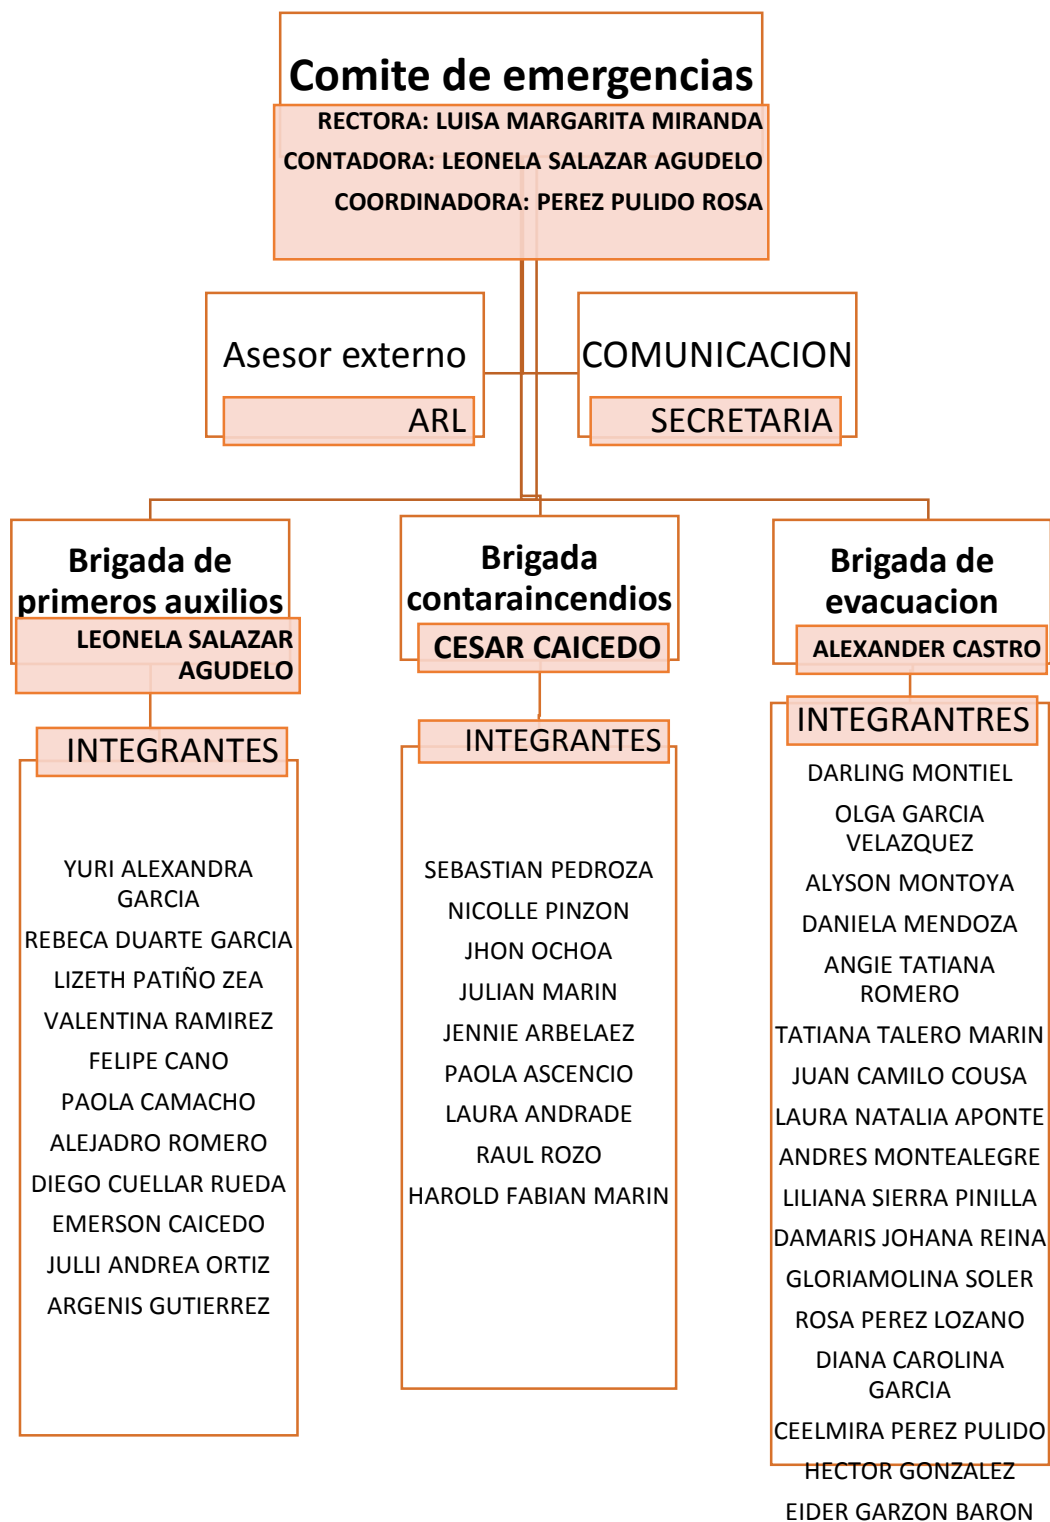 Comite de emergencias
RECTORA: LUISA MARGARITA MIRANDA
CONTADORA: LEONELA SALAZAR AGUDELO
COORDINADORA: PEREZ PULIDO ROSA
Asesor externo
ARL
COMUNICACION
SECRETARIA
Brigada de
primeros auxilios
LEONELA SALAZAR
AGUDELO
INTEGRANTES
YURI ALEXANDRA
GARCIA
REBECA DUARTE GARCIA
LIZETH PATIÑO ZEA
VALENTINA RAMIREZ
FELIPE CANO
PAOLA CAMACHO
ALEJADRO ROMERO
DIEGO CUELLAR RUEDA
EMERSON CAICEDO
JULLI ANDREA ORTIZ
ARGENIS GUTIERREZ
Brigada
contaraincendios
CESAR CAICEDO
INTEGRANTES
SEBASTIAN PEDROZA
NICOLLE PINZON
JHON OCHOA
JULIAN MARIN
JENNIE ARBELAEZ
PAOLA ASCENCIO
LAURA ANDRADE
RAUL ROZO
HAROLD FABIAN MARIN
Brigada de
evacuacion
ALEXANDER CASTRO
INTEGRANTRES
DARLING MONTIEL
OLGA GARCIA
VELAZQUEZ
ALYSON MONTOYA
DANIELA MENDOZA
ANGIE TATIANA
ROMERO
TATIANA TALERO MARIN
JUAN CAMILO COUSA
LAURA NATALIA APONTE
ANDRES MONTEALEGRE
LILIANA SIERRA PINILLA
DAMARIS JOHANA REINA
GLORIAMOLINA SOLER
ROSA PEREZ LOZANO
DIANA CAROLINA
GARCIA
CEELMIRA PEREZ PULIDO
HECTOR GONZALEZ
EIDER GARZON BARON